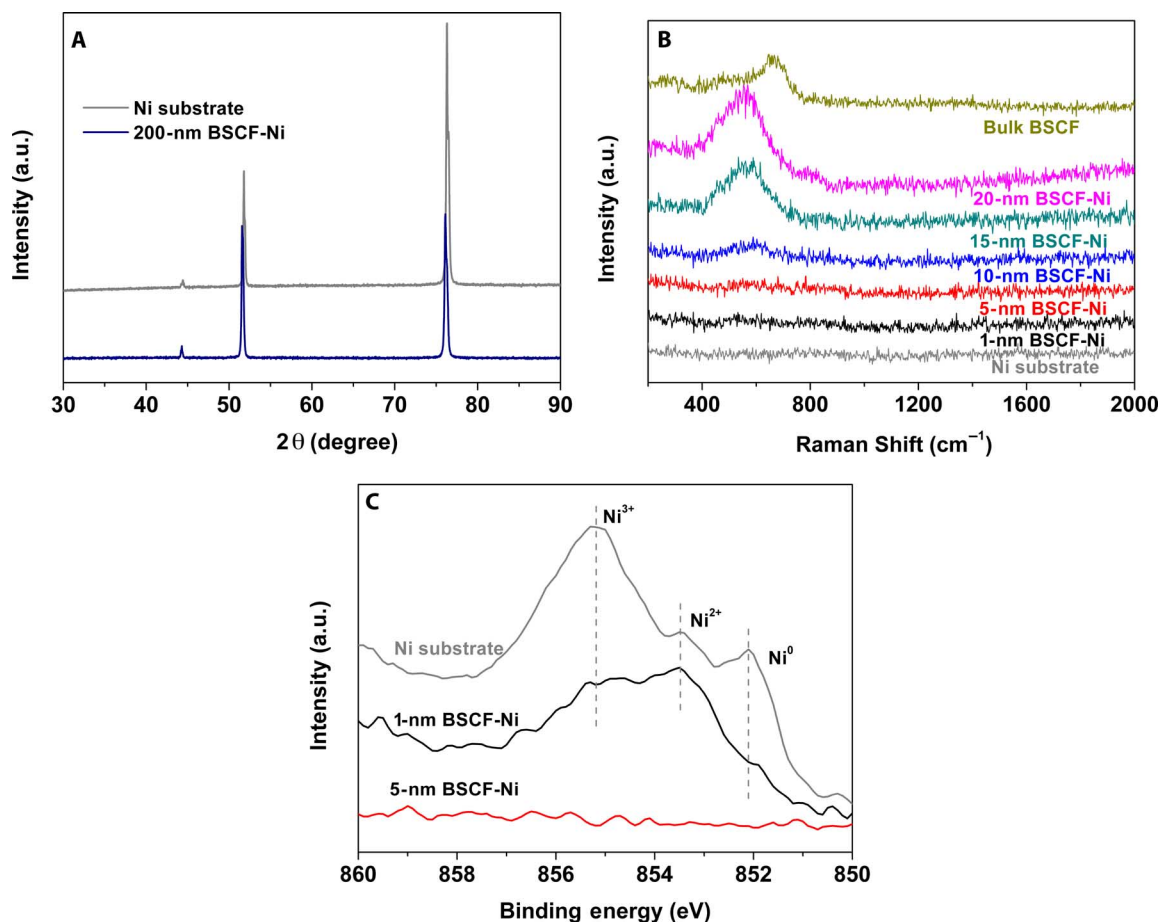 A
Ni substrate
200-nm BSCF-Ni
Intensity (a.u.)
30 40 50 60 70 80 90
2θ (degree)
B
Bulk BSCF
20-nm BSCF-Ni
15-nm BSCF-Ni
10-nm BSCF-Ni
5-nm BSCF-Ni
1-nm BSCF-Ni
Ni substrate
Intensity (a.u.)
400 800 1200 1600 2000
Raman Shift (cm⁻¹)
C
Ni³⁺
Ni²⁺
Ni⁰
Ni substrate
1-nm BSCF-Ni
5-nm BSCF-Ni
Intensity (a.u.)
860 858 856 854 852 850
Binding energy (eV)